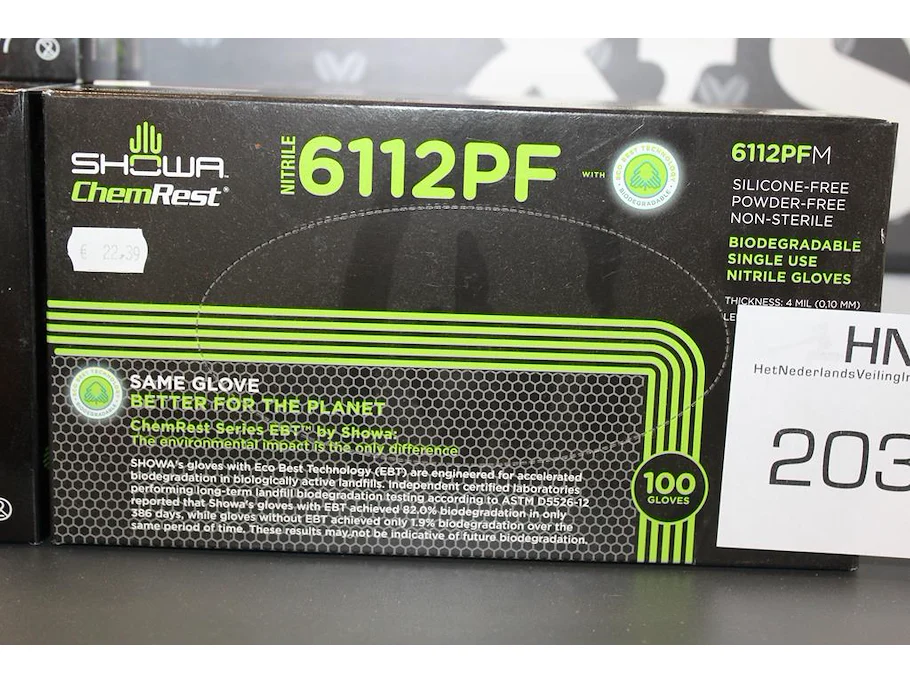 SHOWA
ChemRest®
NITRILE
6112PF
WITH
ECO BEST TECHNOLOGY
BIODEGRADABLE
6112PFM
SILICONE-FREE
POWDER-FREE
NON-STERILE
BIODEGRADABLE
SINGLE USE
NITRILE GLOVES
THICKNESS: 4 MIL (0,10 MM)
€ 22,39
HN
HetNederlandsVeilingIn
203
ECO BEST TECHNOLOGY
BIODEGRADABLE
SAME GLOVE
BETTER FOR THE PLANET
ChemRest Series EBT™ by Showa:
The environmental impact is the only difference
SHOWA's gloves with Eco Best Technology (EBT) are engineered for accelerated
biodegradation in biologically active landfills. Independent certified laboratories
performing long-term landfill biodegradation testing according to ASTM D5526-12
reported that Showa's gloves with EBT achieved 82.0% biodegradation in only
386 days, while gloves without EBT achieved only 1.9% biodegradation over the
same period of time. These results may not be indicative of future biodegradation.
100
GLOVES